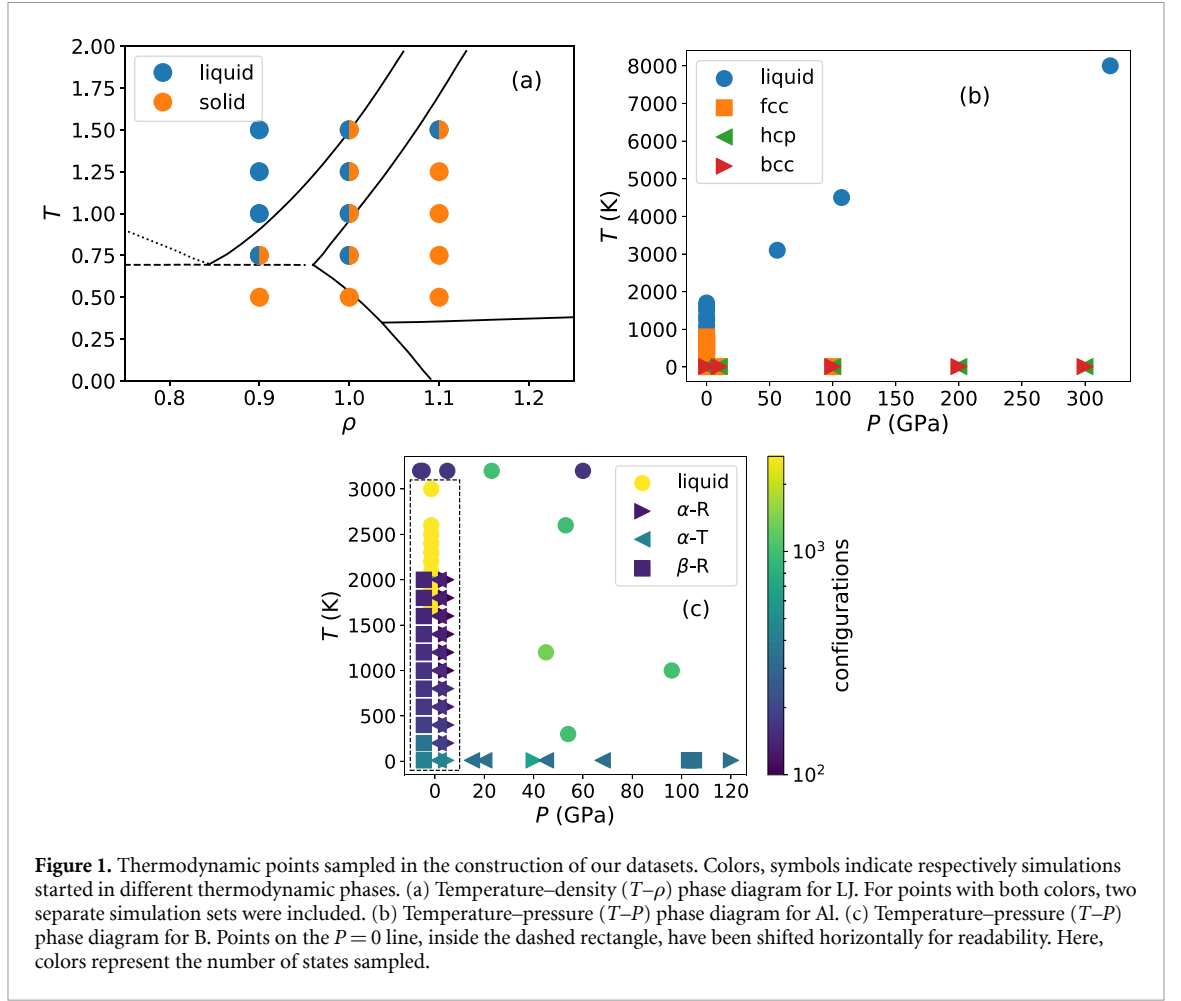 2.00
1.75
1.50
1.25
1.00
0.75
0.50
0.25
0.00
T
liquid
solid
(a)
0.8
0.9
1.0
1.1
1.2
ρ
8000
7000
6000
5000
4000
3000
2000
1000
0
T (K)
liquid
fcc
hcp
bcc
(b)
0
50
100
150
200
250
300
P (GPa)
3000
2500
2000
1500
1000
500
0
T (K)
liquid
α-R
α-T
β-R
(c)
0
20
40
60
80
100
120
P (GPa)
10³
10²
configurations
Figure 1. Thermodynamic points sampled in the construction of our datasets. Colors, symbols indicate respectively simulations
started in different thermodynamic phases. (a) Temperature–density (T–ρ) phase diagram for LJ. For points with both colors, two
separate simulation sets were included. (b) Temperature–pressure (T–P) phase diagram for Al. (c) Temperature–pressure (T–P)
phase diagram for B. Points on the P = 0 line, inside the dashed rectangle, have been shifted horizontally for readability. Here,
colors represent the number of states sampled.